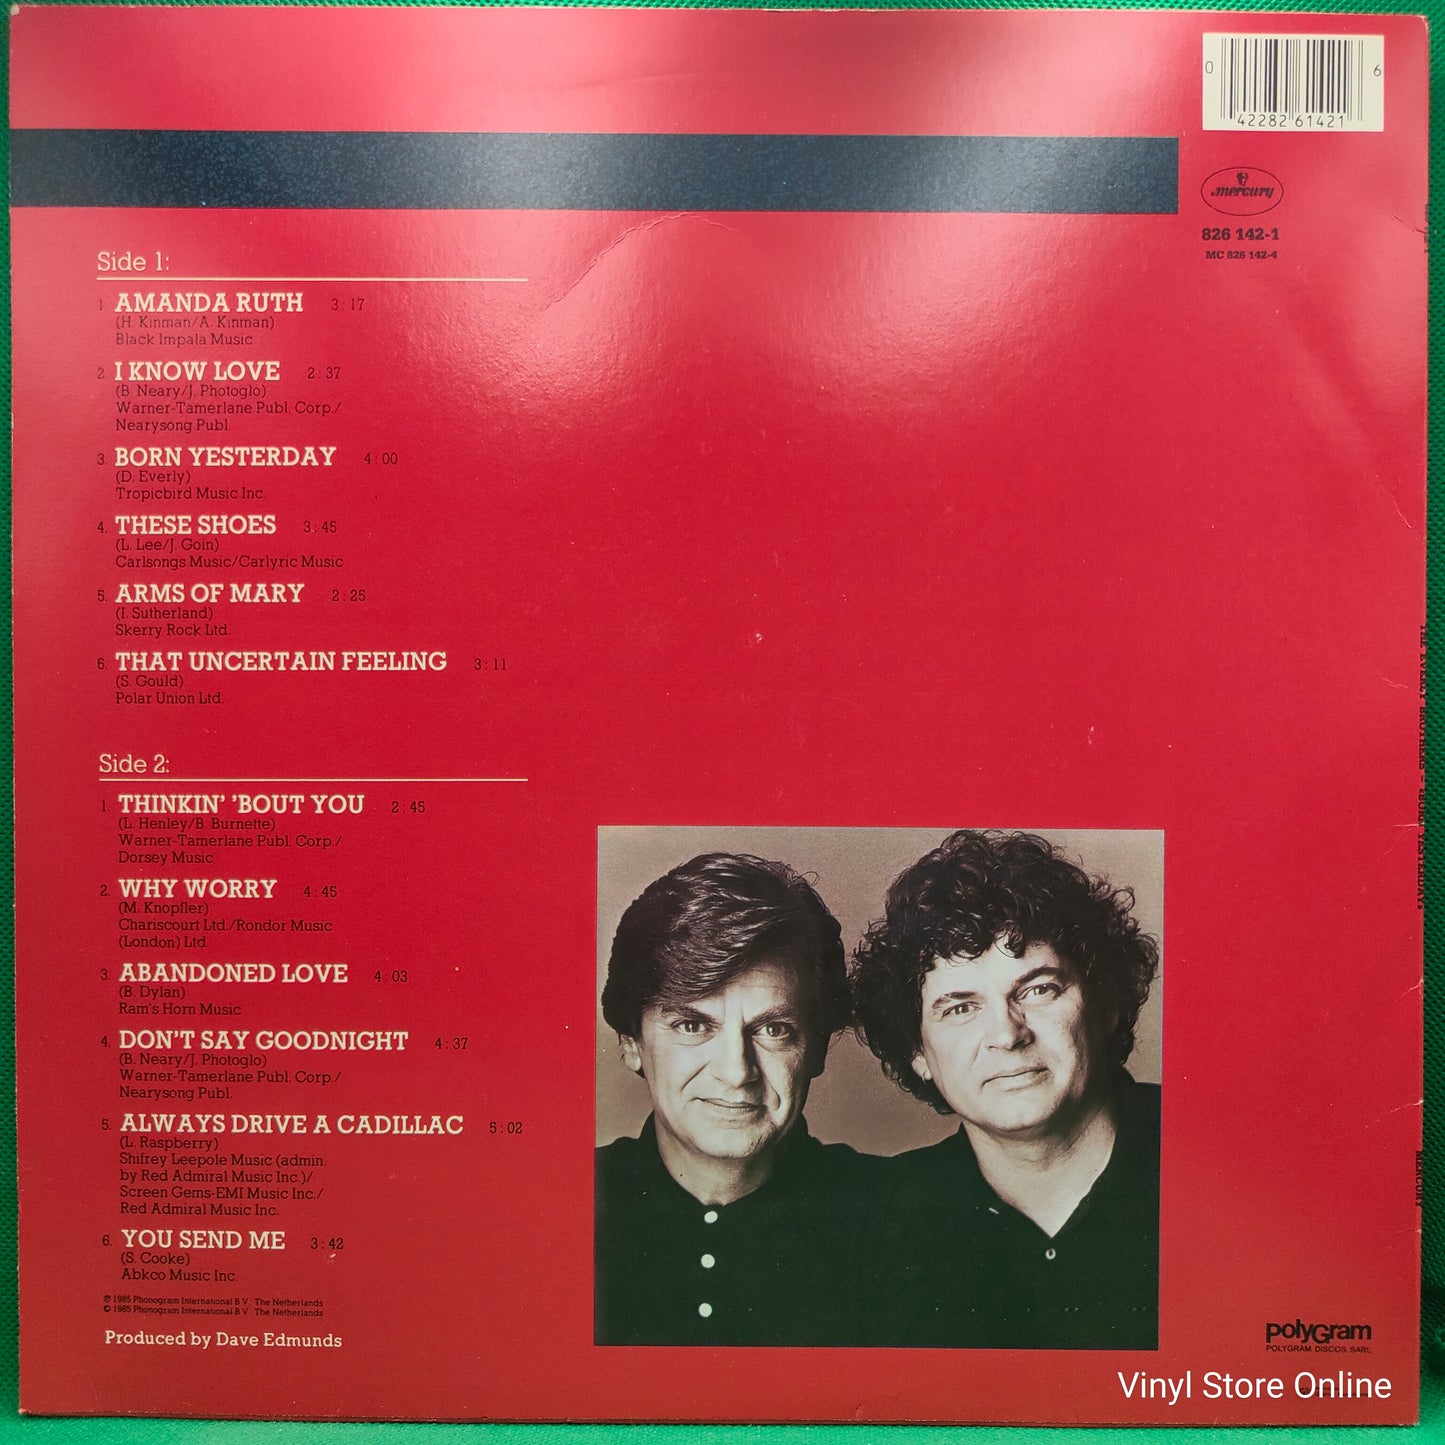 0 42282 61421 6
mercury
826 142-1
MC 826 142-4
Side 1:
1. AMANDA RUTH 3:17
(H. Kinman/A. Kinman)
Black Impala Music
2. I KNOW LOVE 2:37
(B. Neary/J. Photoglo)
Warner-Tamerlane Publ. Corp./
Nearysong Publ.
3. BORN YESTERDAY 4:00
(D. Everly)
Tropicbird Music Inc.
4. THESE SHOES 3:45
(L. Lee/J. Goin)
Carlsongs Music/Carlyric Music
5. ARMS OF MARY 2:25
(I. Sutherland)
Skerry Rock Ltd.
6. THAT UNCERTAIN FEELING 3:11
(S. Gould)
Polar Union Ltd.
Side 2:
1. THINKIN' 'BOUT YOU 2:45
(L. Henley/B. Burnette)
Warner-Tamerlane Publ. Corp./
Dorsey Music
2. WHY WORRY 4:45
(M. Knopfler)
Chariscourt Ltd./Rondor Music
(London) Ltd.
3. ABANDONED LOVE 4:03
(B. Dylan)
Ram's Horn Music
4. DON'T SAY GOODNIGHT 4:37
(B. Neary/J. Photoglo)
Warner-Tamerlane Publ. Corp./
Nearysong Publ.
5. ALWAYS DRIVE A CADILLAC 5:02
(L. Raspberry)
Shifrey Leepole Music (admin.
by Red Admiral Music Inc.)/
Screen Gems-EMI Music Inc./
Red Admiral Music Inc.
6. YOU SEND ME 3:42
(S. Cooke)
Abkco Music Inc.
℗ 1985 Phonogram International B.V. The Netherlands
© 1985 Phonogram International B.V. The Netherlands
Produced by Dave Edmunds
THE EVERLY BROTHERS - "BORN YESTERDAY"
MERCURY
polyGram
POLYGRAM DISCOS SARL
Vinyl Store Online